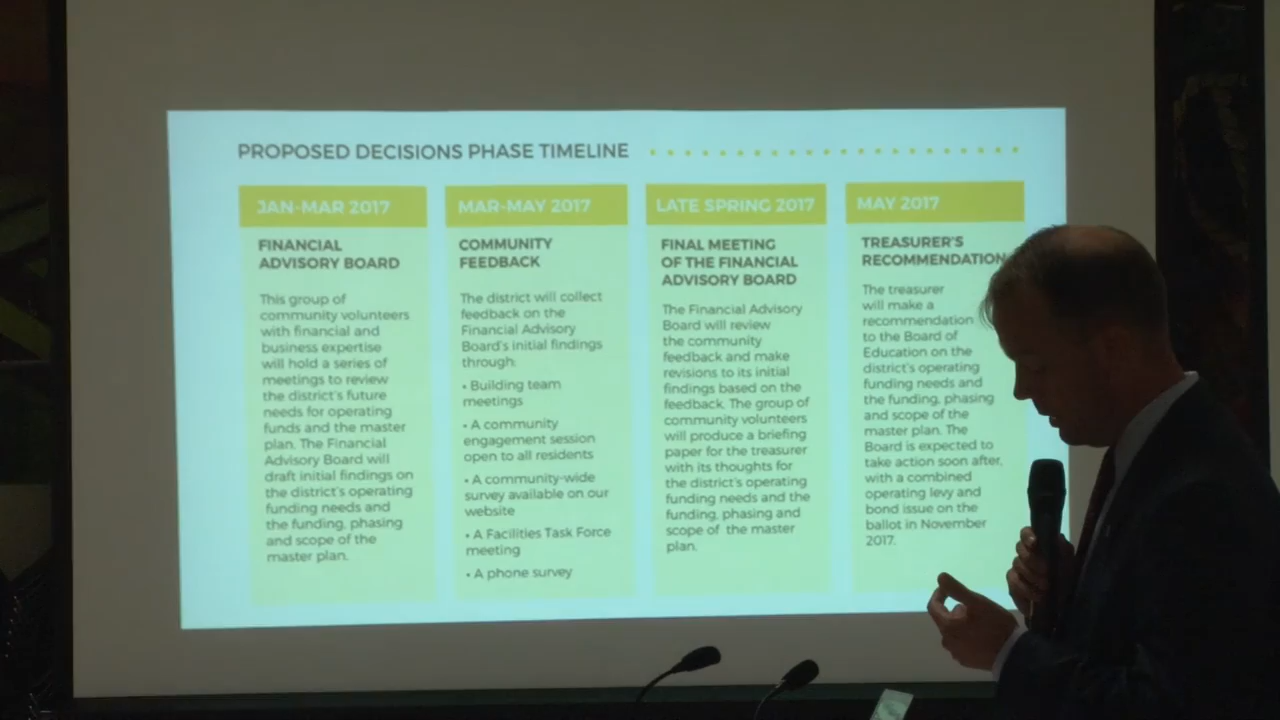 PROPOSED DECISIONS PHASE TIMELINE
JAN-MAR 2017
FINANCIAL
ADVISORY BOARD
This group of
community volunteers
with financial and
business expertise
will hold a series of
meetings to review
the district's future
needs for operating
funds and the master
plan. The Financial
Advisory Board will
draft initial findings on
the district's operating
funding needs and
the funding, phasing
and scope of the
master plan.
MAR-MAY 2017
COMMUNITY
FEEDBACK
The district will collect
feedback on the
Financial Advisory
Board's initial findings
through:
• Building team
meetings
• A community
engagement session
open to all residents
• A community-wide
survey available on our
website
• A Facilities Task Force
meeting
• A phone survey
LATE SPRING 2017
FINAL MEETING
OF THE FINANCIAL
ADVISORY BOARD
The Financial Advisory
Board will review
the community
feedback and make
revisions to its initial
findings based on the
feedback. The group of
community volunteers
will produce a briefing
paper for the treasurer
with its thoughts for
the district's operating
funding needs and the
funding, phasing and
scope of the master
plan.
MAY 2017
TREASURER'S
RECOMMENDATION
The treasurer
will make a
recommendation
to the Board of
Education on the
district's operating
funding needs and
the funding, phasing
and scope of the
master plan. The
Board is expected to
take action soon after,
with a combined
operating levy and
bond issue on the
ballot in November
2017.